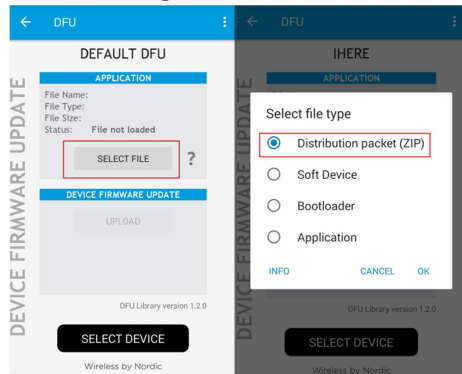 DFU
DEFAULT DFU
DEVICE FIRMWARE UPDATE
APPLICATION
File Name:
File Type:
File Size:
Status: File not loaded
SELECT FILE ?
DEVICE FIRMWARE UPDATE
UPLOAD
DFU Library version 1.2.0
SELECT DEVICE
Wireless by Nordic
DFU
IHERE
APPLICATION
Select file type
Distribution packet (ZIP)
Soft Device
Bootloader
Application
INFO CANCEL OK
DFU Library version 1.2.0
SELECT DEVICE
Wireless by Nordic